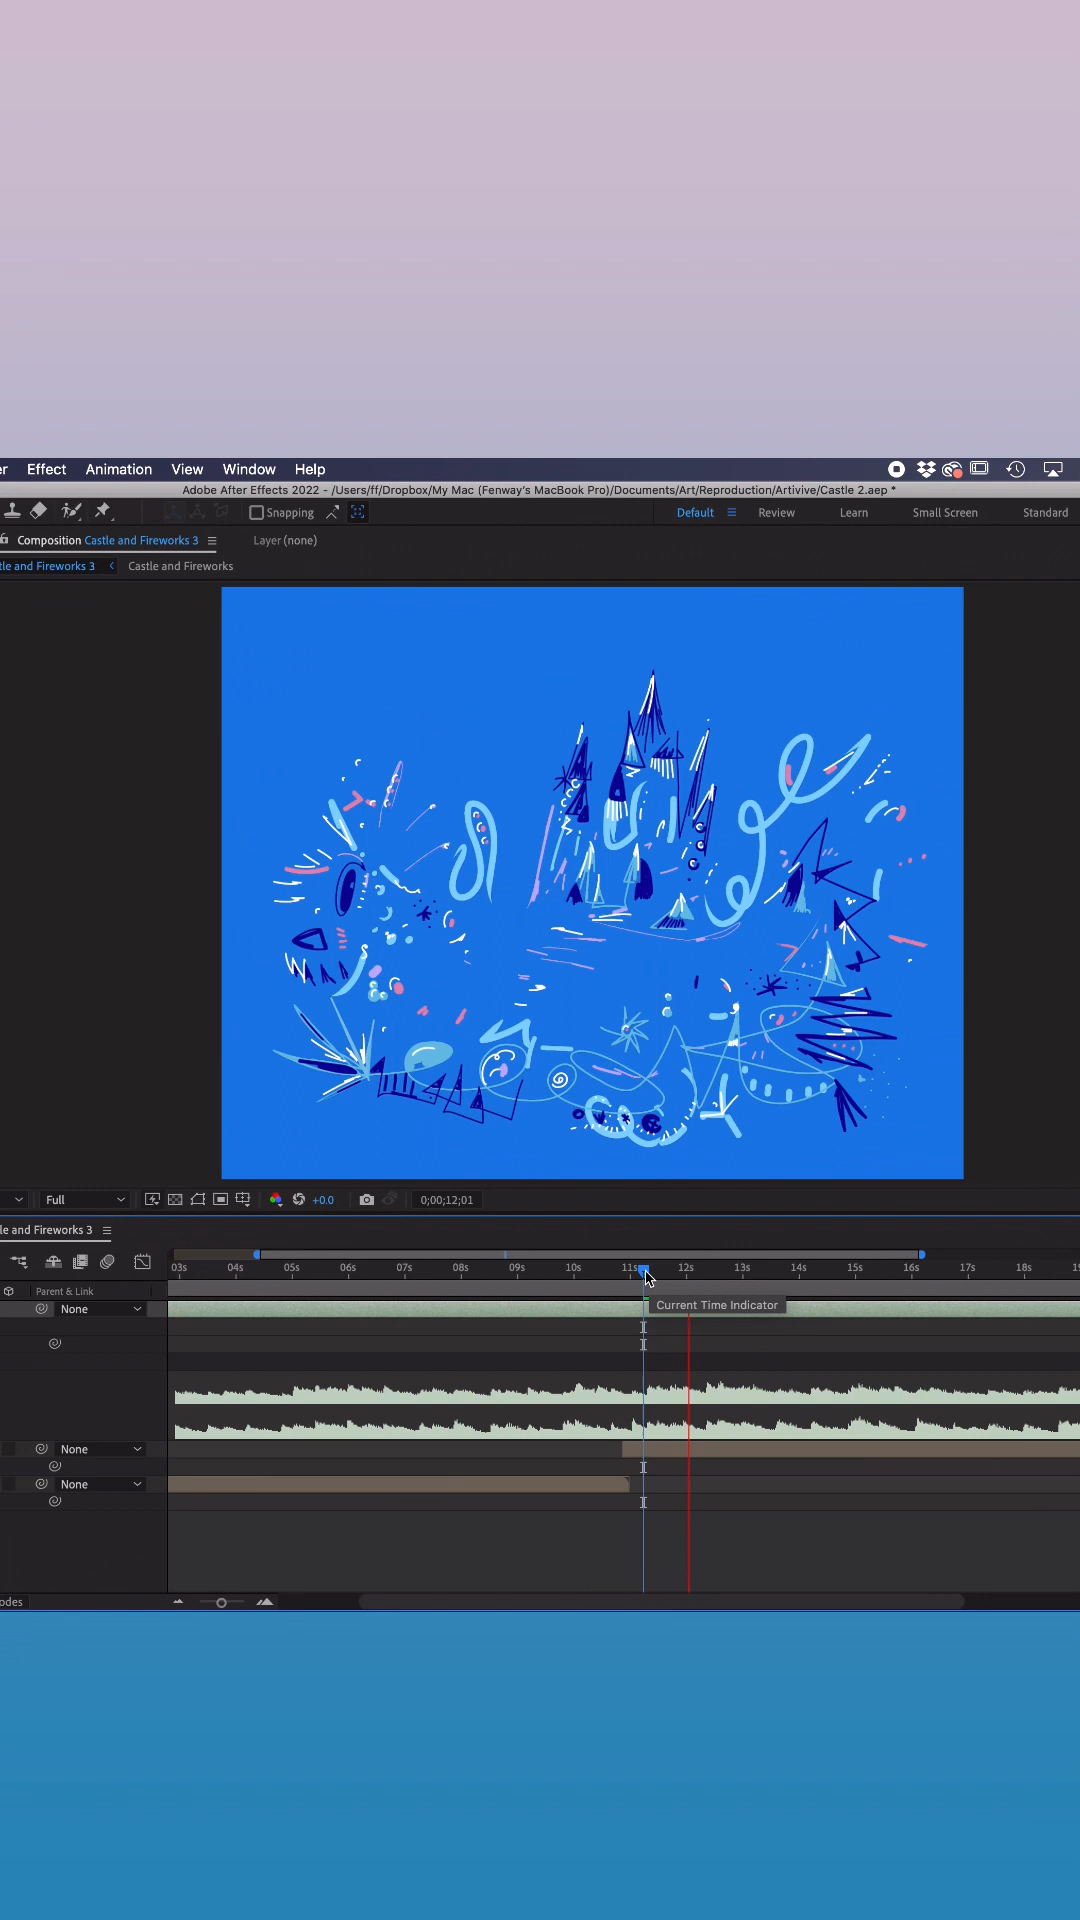 er Effect Animation View Window Help
Adobe After Effects 2022 - /Users/ff/Dropbox/My Mac (Fenway's MacBook Pro)/Documents/Art/Reproduction/Artivive/Castle 2.aep *
Snapping Default Review Learn Small Screen Standard
Composition Castle and Fireworks 3 Layer (none)
tle and Fireworks 3 Castle and Fireworks
Full +0.0 0;00;12;01
le and Fireworks 3
03s 04s 05s 06s 07s 08s 09s 10s 11s 12s 13s 14s 15s 16s 17s 18s 19
Parent & Link
None Current Time Indicator
None
None
odes